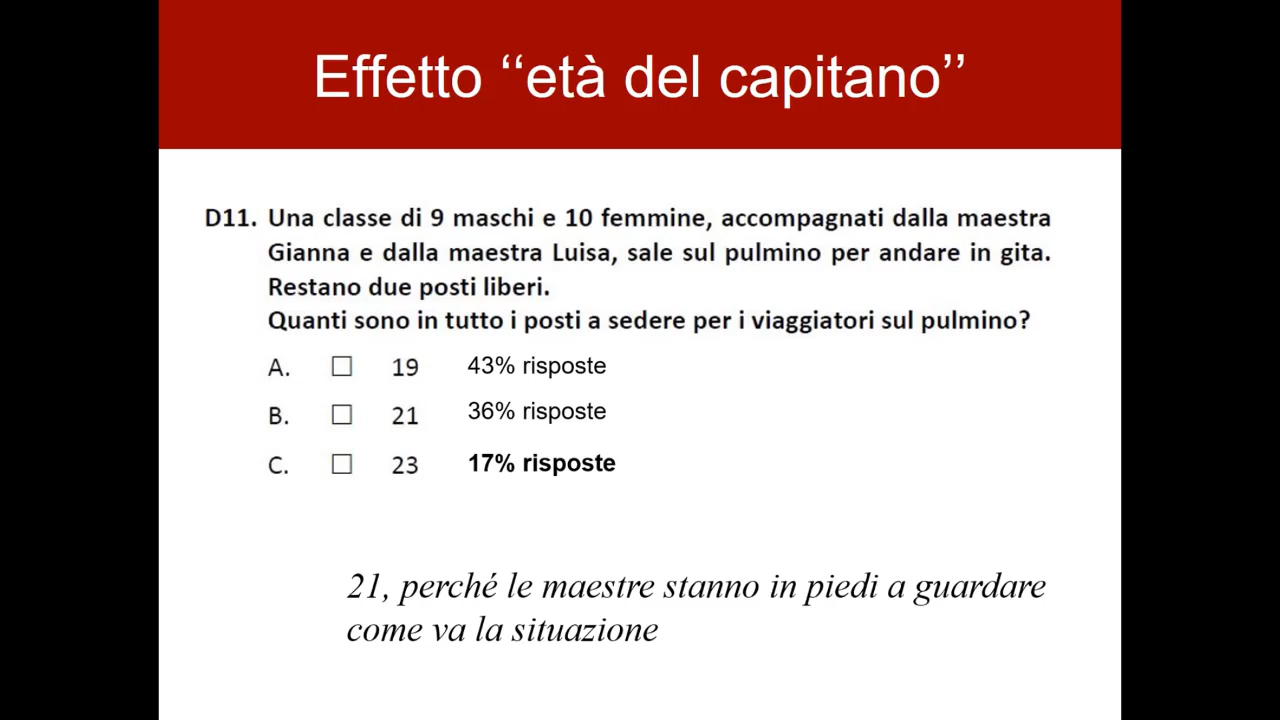 Effetto ‘‘età del capitano’’
D11. Una classe di 9 maschi e 10 femmine, accompagnati dalla maestra
Gianna e dalla maestra Luisa, sale sul pulmino per andare in gita.
Restano due posti liberi.
Quanti sono in tutto i posti a sedere per i viaggiatori sul pulmino?
A. ☐ 19 43% risposte
B. ☐ 21 36% risposte
C. ☐ 23 17% risposte
21, perché le maestre stanno in piedi a guardare
come va la situazione